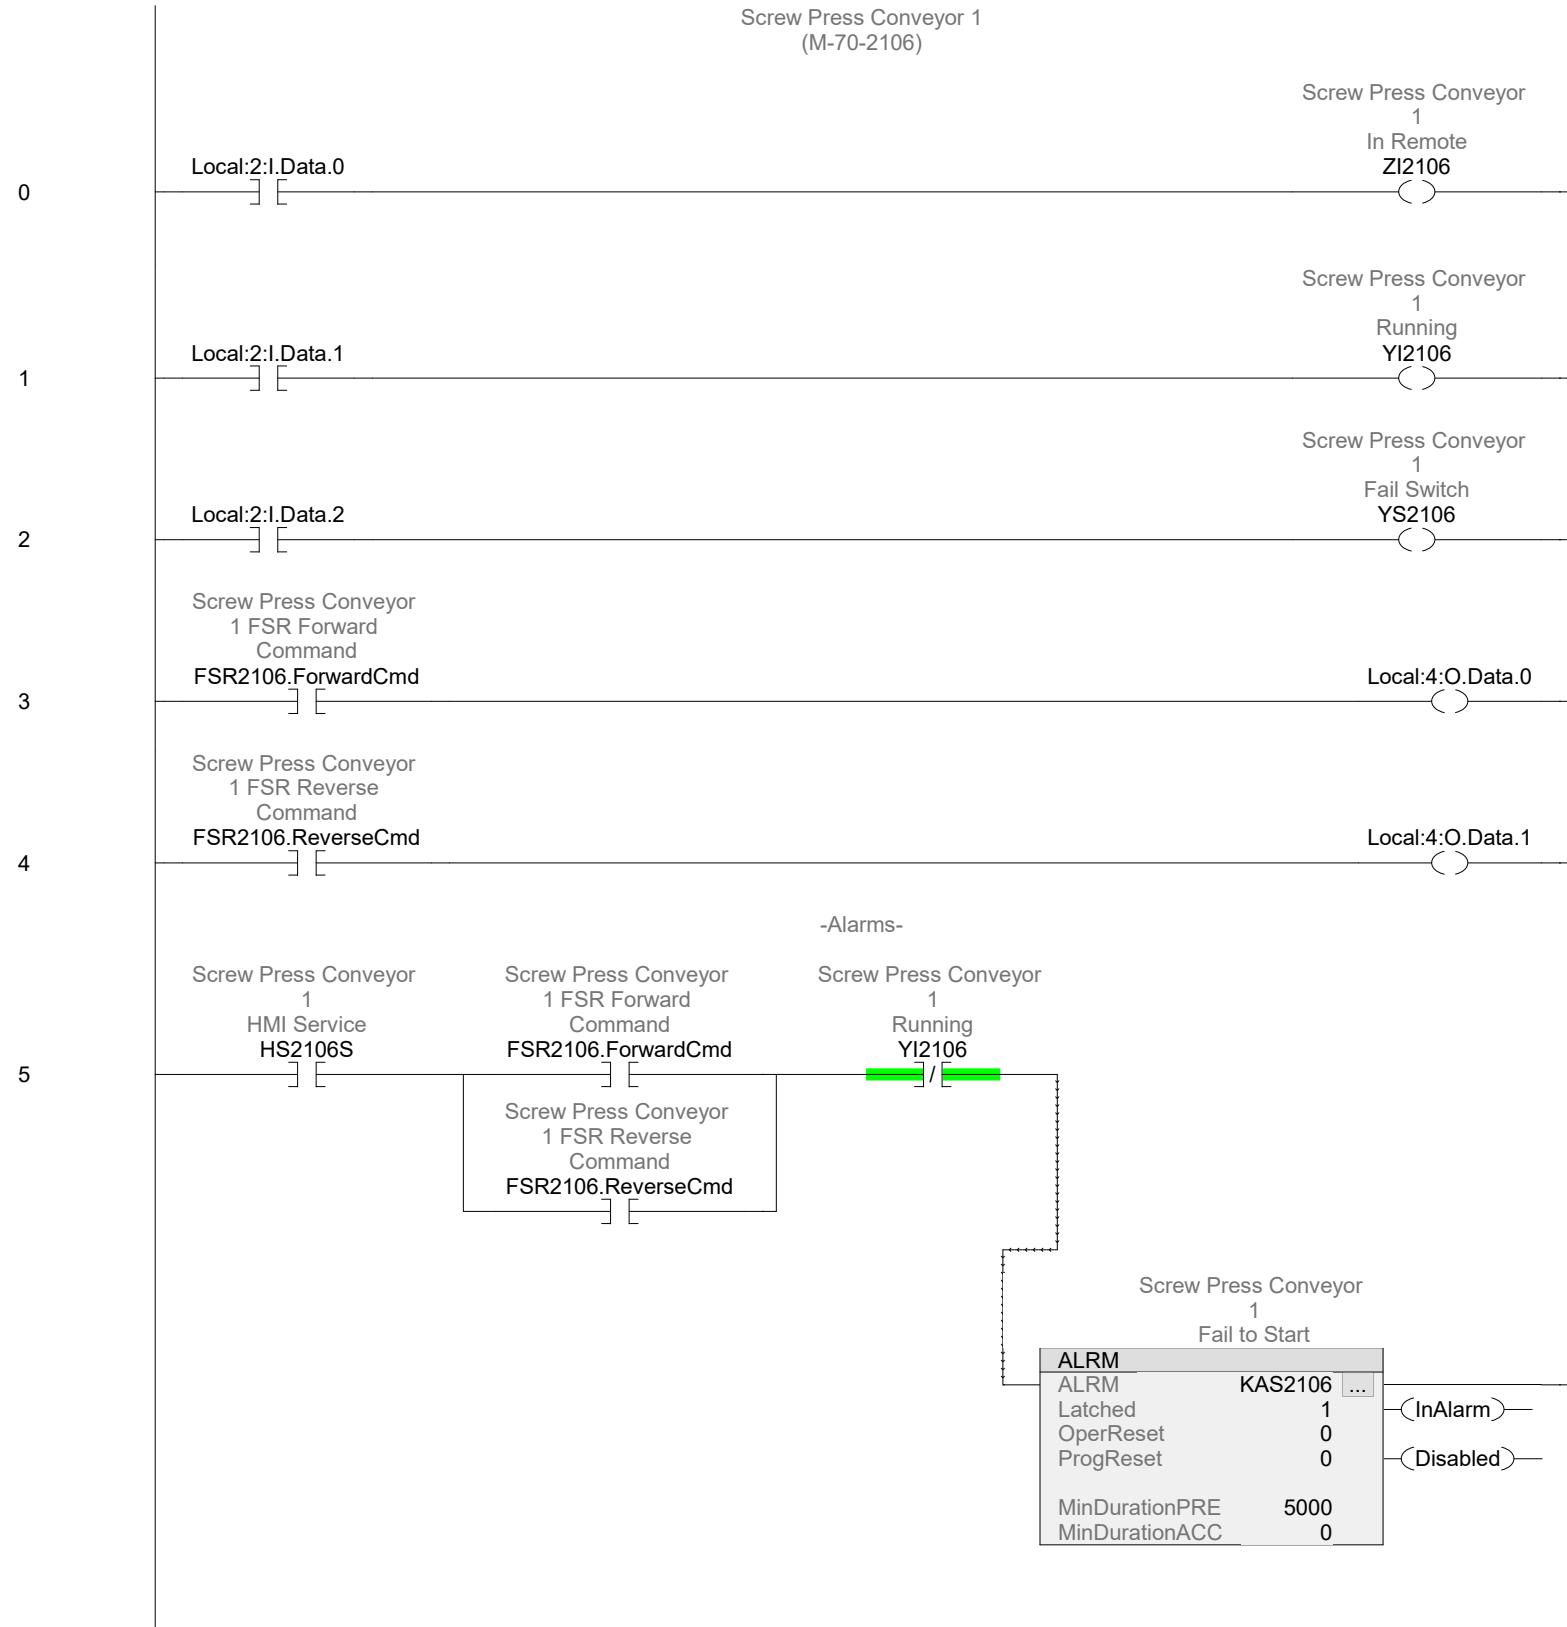 Screw Press Conveyor 1
(M-70-2106)
Screw Press Conveyor
1
In Remote
Local:2:I.Data.0
ZI2106
0
Screw Press Conveyor
1
Running
Local:2:I.Data.1
YI2106
1
Screw Press Conveyor
1
Fail Switch
Local:2:I.Data.2
YS2106
2
Screw Press Conveyor
1 FSR Forward
Command
FSR2106.ForwardCmd
Local:4:O.Data.0
3
Screw Press Conveyor
1 FSR Reverse
Command
FSR2106.ReverseCmd
Local:4:O.Data.1
4
-Alarms-
Screw Press Conveyor
1
HMI Service
HS2106S
Screw Press Conveyor
1 FSR Forward
Command
FSR2106.ForwardCmd
Screw Press Conveyor
1
Running
YI2106
5
/
Screw Press Conveyor
1 FSR Reverse
Command
FSR2106.ReverseCmd
Screw Press Conveyor
1
Fail to Start
ALRM
ALRM KAS2106 ...
Latched 1
InAlarm
OperReset 0
ProgReset 0
Disabled
MinDurationPRE 5000
MinDurationACC 0